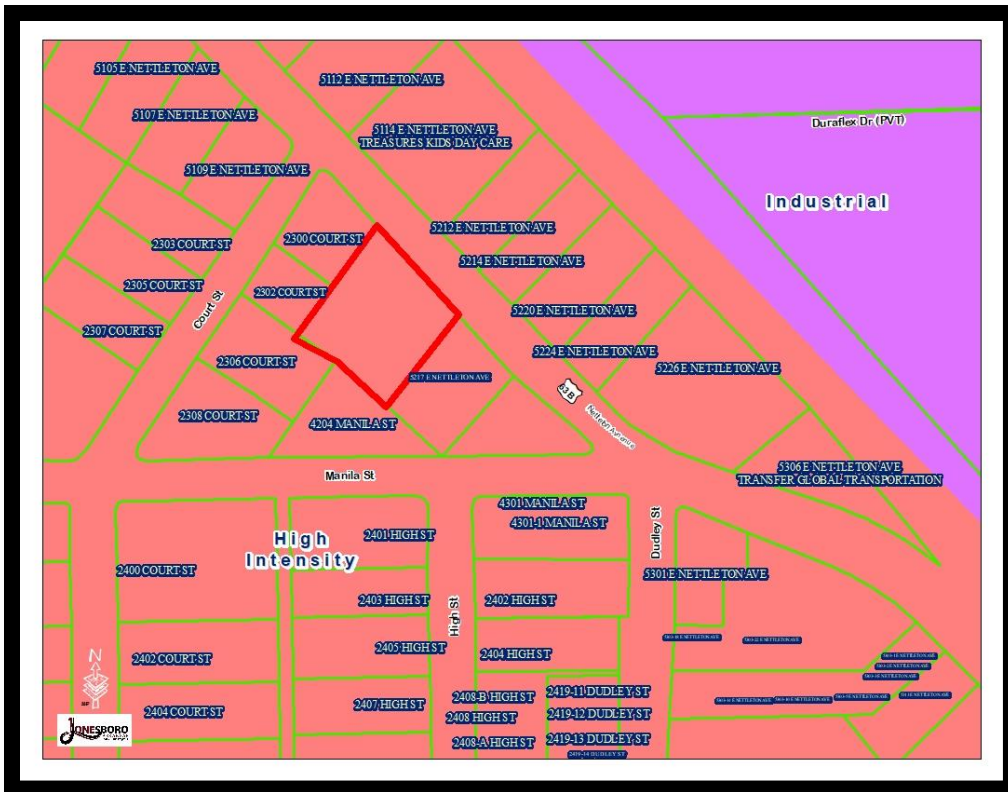 5105 E NETTLETON AVE
5112 E NETTLETON AVE
5107 E NETTLETON AVE
Duraflex Dr (PVT)
5114 E NETTLETON AVE
TREASURES KIDS DAY CARE
5109 E NETTLETON AVE
Industrial
5212 E NETTLETON AVE
2300 COURT ST
2303 COURT ST
5214 E NETTLETON AVE
2305 COURT ST
2302 COURT ST
Court St
5220 E NETTLETON AVE
2307 COURT ST
5224 E NETTLETON AVE
2306 COURT ST
5226 E NETTLETON AVE
5217 E NETTLETON AVE
63B
2308 COURT ST
4204 MANILA ST
Nettleton Avenue
5306 E NETTLETON AVE
TRANSFER GLOBAL TRANSPORTATION
Manila St
4301 MANILA ST
4301-1 MANILA ST
Dudley St
2401 HIGH ST
High
Intensity
2400 COURT ST
5301 E NETTLETON AVE
2403 HIGH ST
2402 HIGH ST
High St
2405 HIGH ST
2404 HIGH ST
N
2402 COURT ST
2408-B HIGH ST
2419-11 DUDLEY ST
2404 COURT ST
2407 HIGH ST
2408 HIGH ST
2419-12 DUDLEY ST
2408-A HIGH ST
2419-13 DUDLEY ST
2419-14 DUDLEY ST
JONESBORO